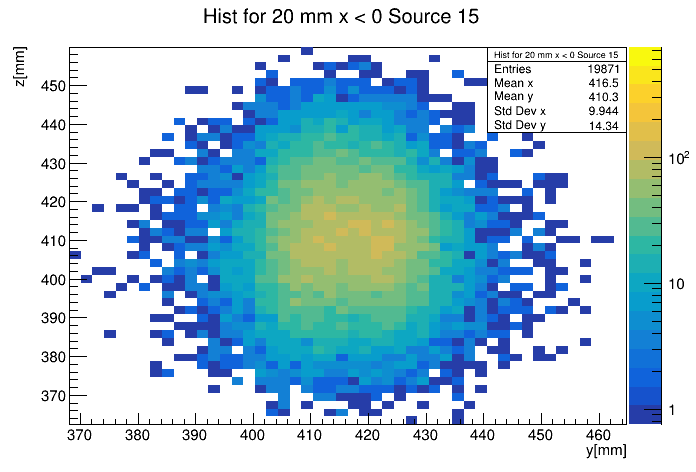 Hist for 20 mm x < 0 Source 15
z[mm]
Hist for 20 mm x < 0 Source 15
Entries 19871
Mean x 416.5
Mean y 410.3
Std Dev x 9.944
Std Dev y 14.34
450
440
430
420
410
400
390
380
370
10²
10
1
370 380 390 400 410 420 430 440 450 460
y[mm]